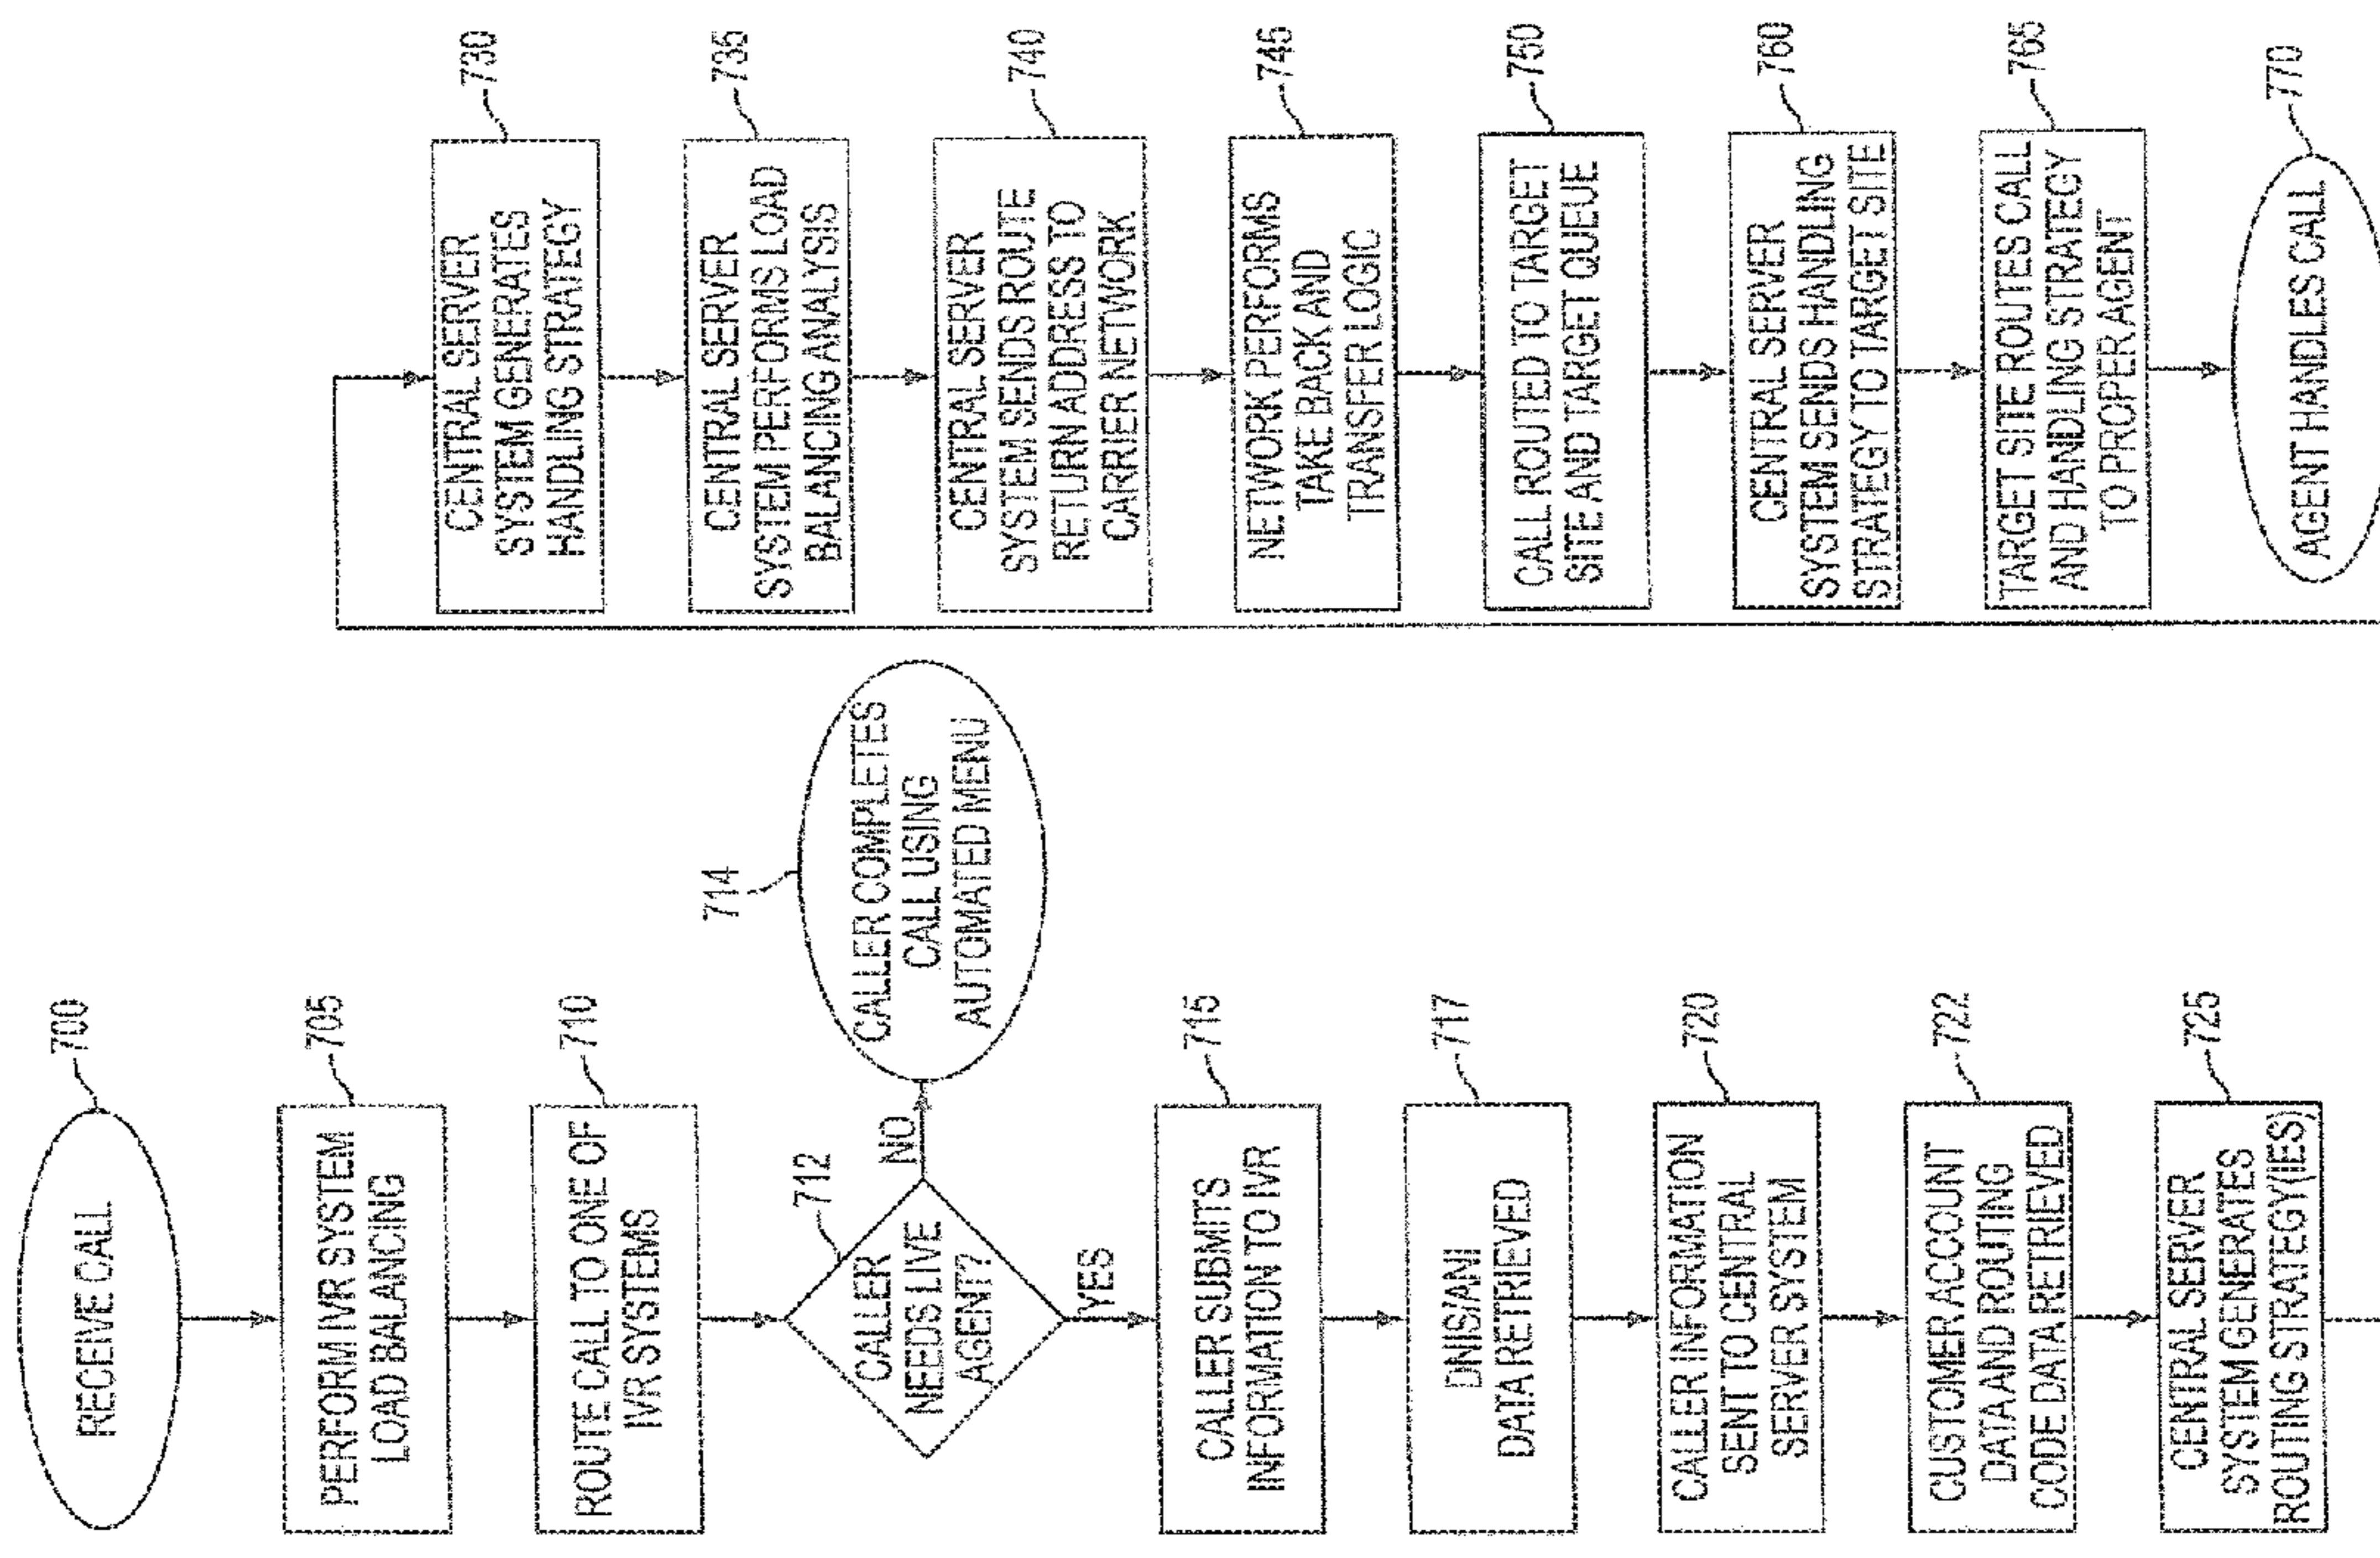 RECEIVE CALL
700
PERFORM IVR SYSTEM
LOAD BALANCING
705
ROUTE CALL TO ONE OF
IVR SYSTEMS
710
CALLER
NEEDS LIVE
AGENT?
712
NO
CALLER COMPLETES
CALL USING
AUTOMATED MENU
714
YES
CALLER SUBMITS
INFORMATION TO IVR
715
DNIS/ANI
DATA RETRIEVED
717
CALLER INFORMATION
SENT TO CENTRAL
SERVER SYSTEM
720
CUSTOMER ACCOUNT
DATA AND ROUTING
CODE DATA RETRIEVED
722
CENTRAL SERVER
SYSTEM GENERATES
ROUTING STRATEGY(IES)
725
CENTRAL SERVER
SYSTEM GENERATES
HANDLING STRATEGY
730
CENTRAL SERVER
SYSTEM PERFORMS LOAD
BALANCING ANALYSIS
735
CENTRAL SERVER
SYSTEM SENDS ROUTE
RETURN ADDRESS TO
CARRIER NETWORK
740
NETWORK PERFORMS
TAKE BACK AND
TRANSFER LOGIC
745
CALL ROUTED TO TARGET
SITE AND TARGET QUEUE
750
CENTRAL SERVER
SYSTEM SENDS HANDLING
STRATEGY TO TARGET SITE
760
TARGET SITE ROUTES CALL
AND HANDLING STRATEGY
TO PROPER AGENT
765
AGENT HANDLES CALL
770